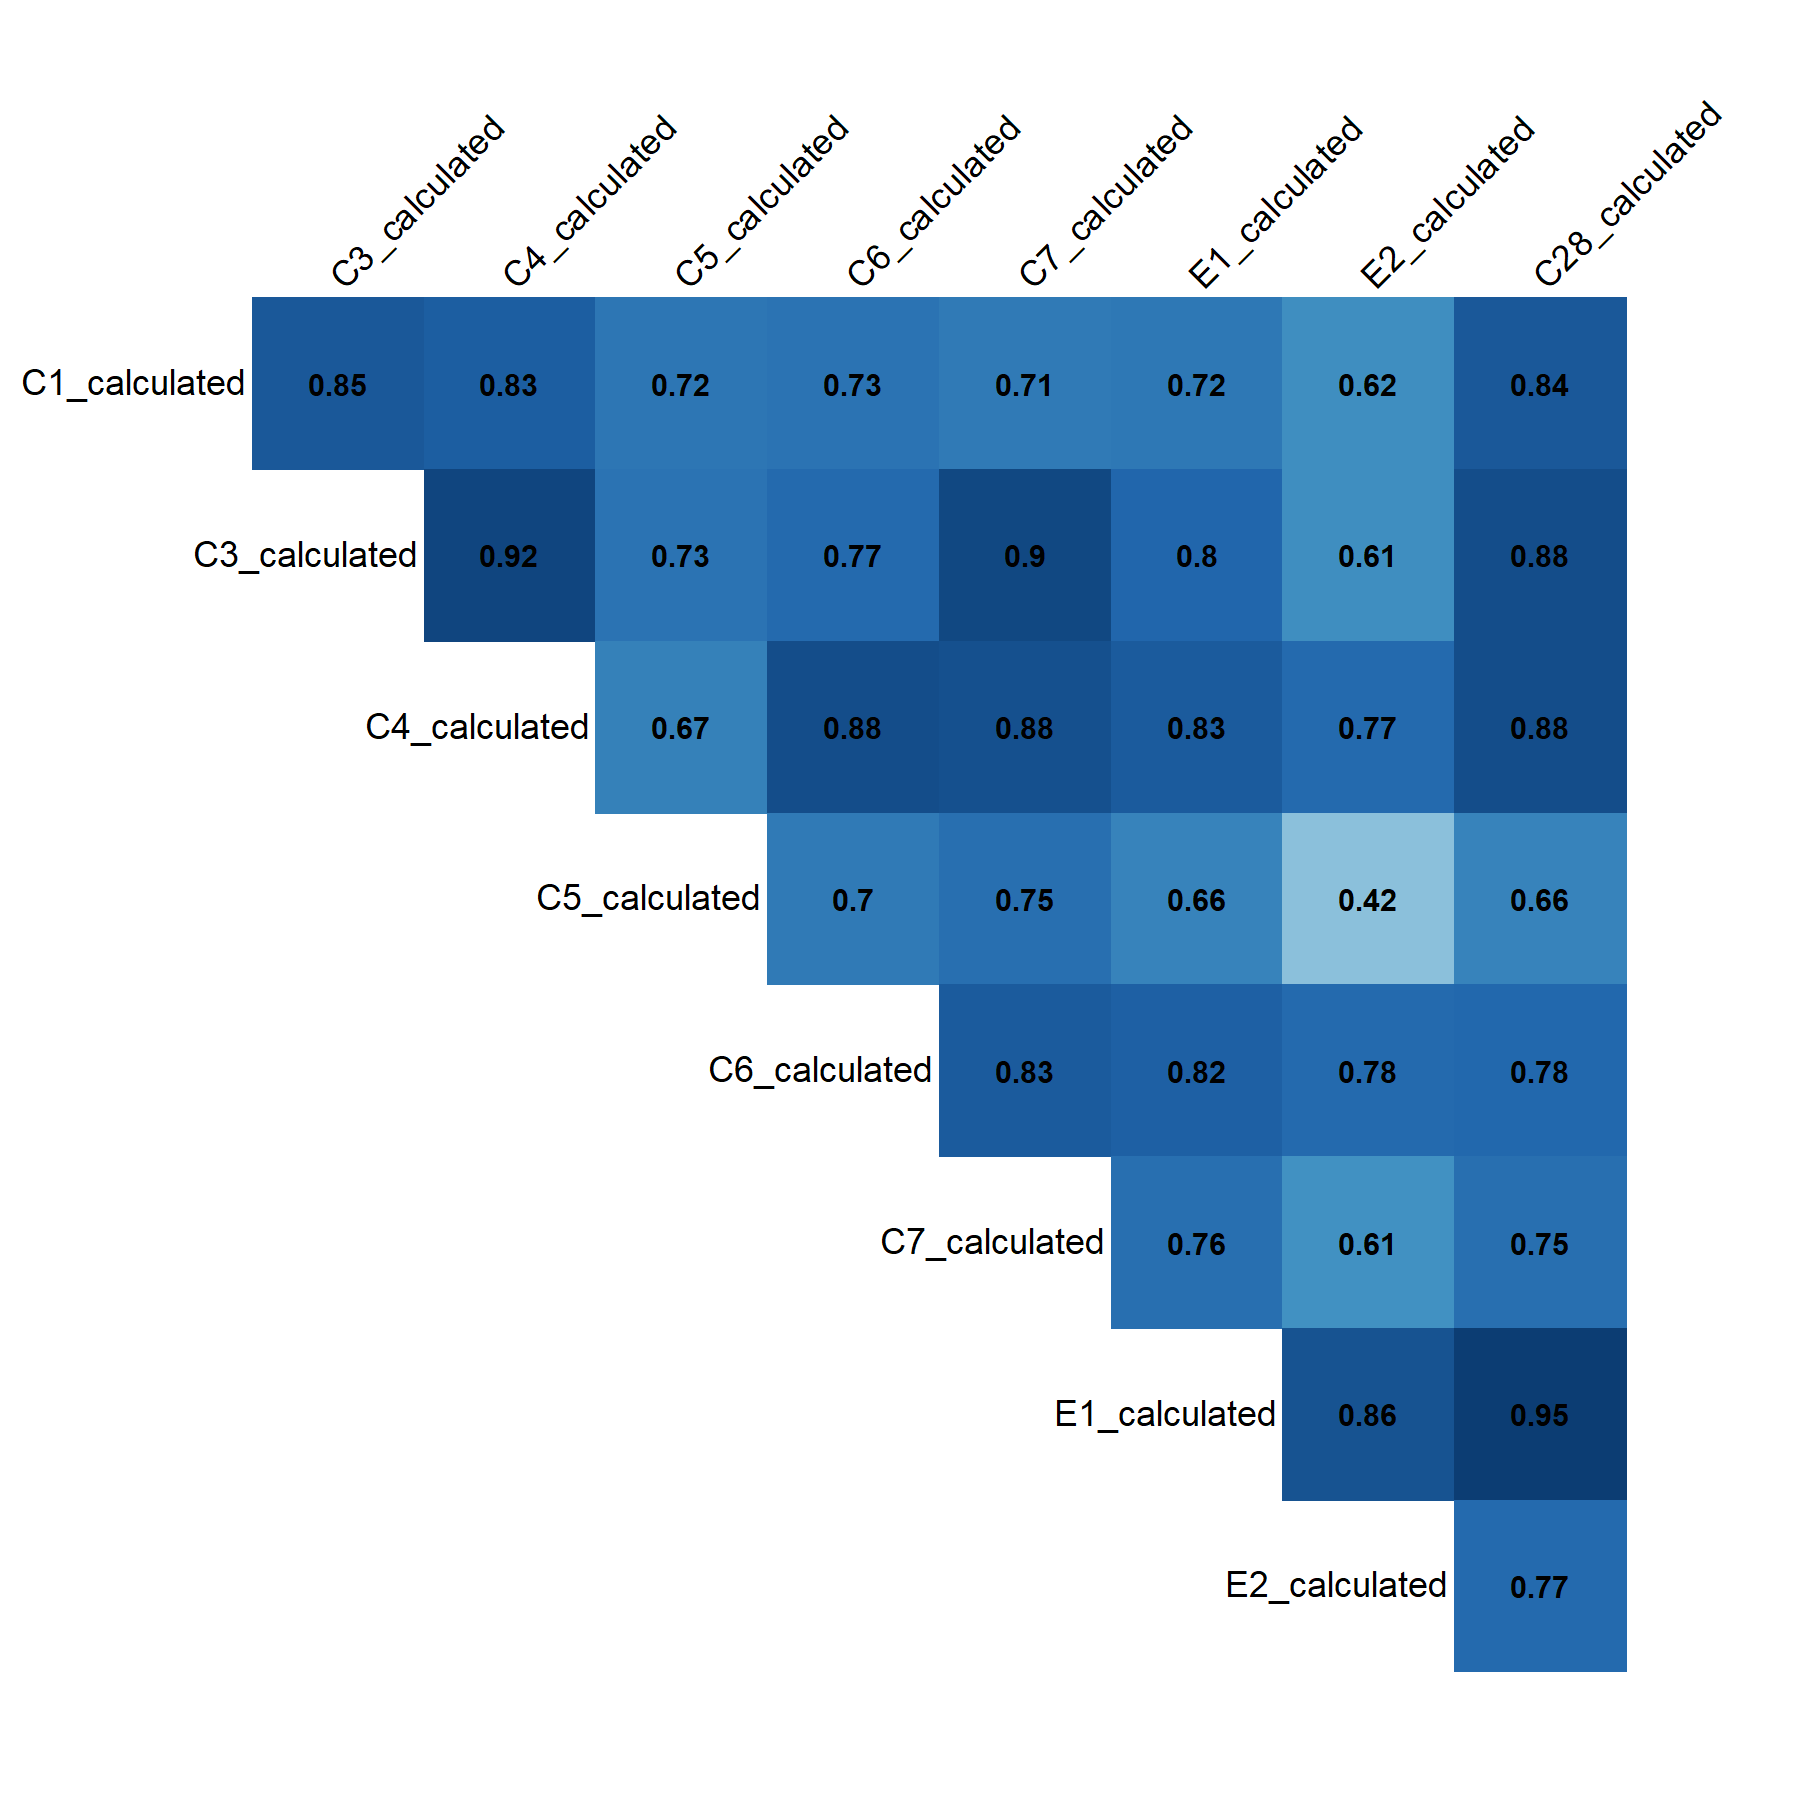 C3_calculated C4_calculated C5_calculated C6_calculated C7_calculated E1_calculated E2_calculated C28_calculated
C1_calculated 0.85 0.83 0.72 0.73 0.71 0.72 0.62 0.84
C3_calculated 0.92 0.73 0.77 0.9 0.8 0.61 0.88
C4_calculated 0.67 0.88 0.88 0.83 0.77 0.88
C5_calculated 0.7 0.75 0.66 0.42 0.66
C6_calculated 0.83 0.82 0.78 0.78
C7_calculated 0.76 0.61 0.75
E1_calculated 0.86 0.95
E2_calculated 0.77